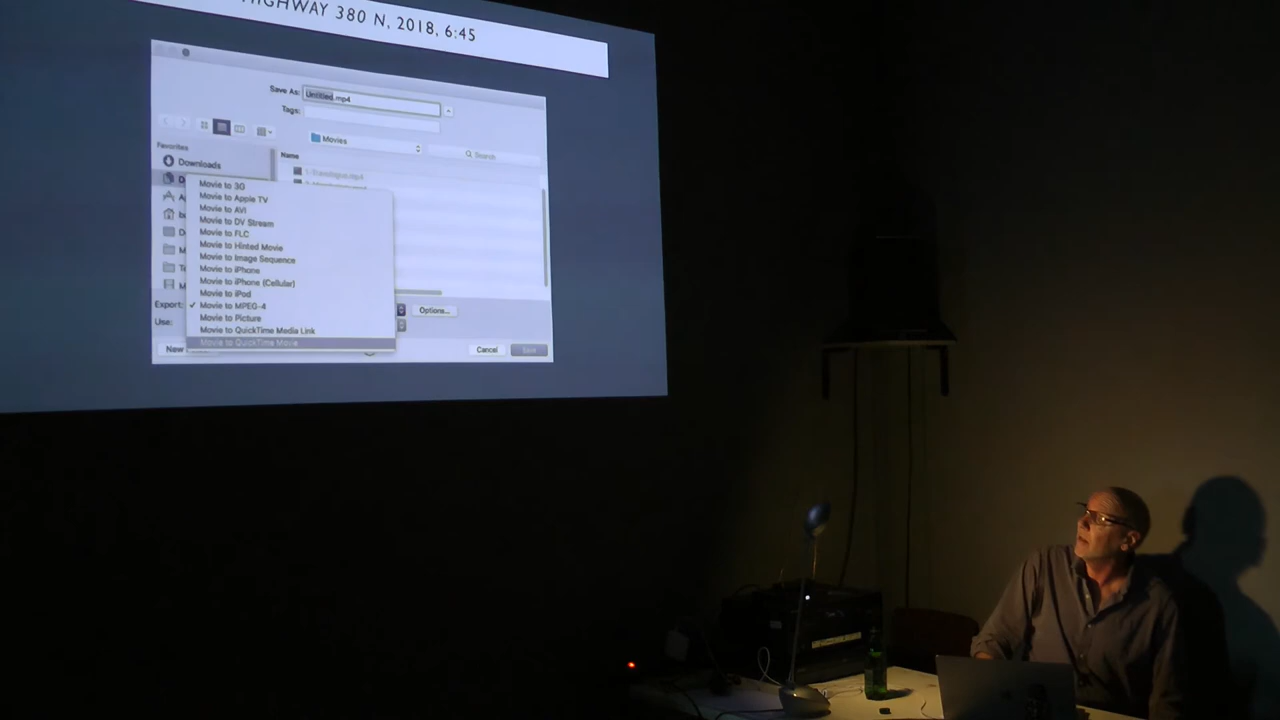 HIGHWAY 380 N, 2018, 6:45
Save As: Untitled.mp4
Tags:
Movies
Search
Favorites
Name
Downloads
Movie to 3G
Movie to Apple TV
Movie to AVI
Movie to DV Stream
Movie to FLC
Movie to Hinted Movie
Movie to Image Sequence
Movie to iPhone
Movie to iPhone (Cellular)
Movie to iPod
Export: ✓ Movie to MPEG-4 Options...
Movie to Picture
Use:
Movie to QuickTime Media Link
Movie to QuickTime Movie
New Cancel Save